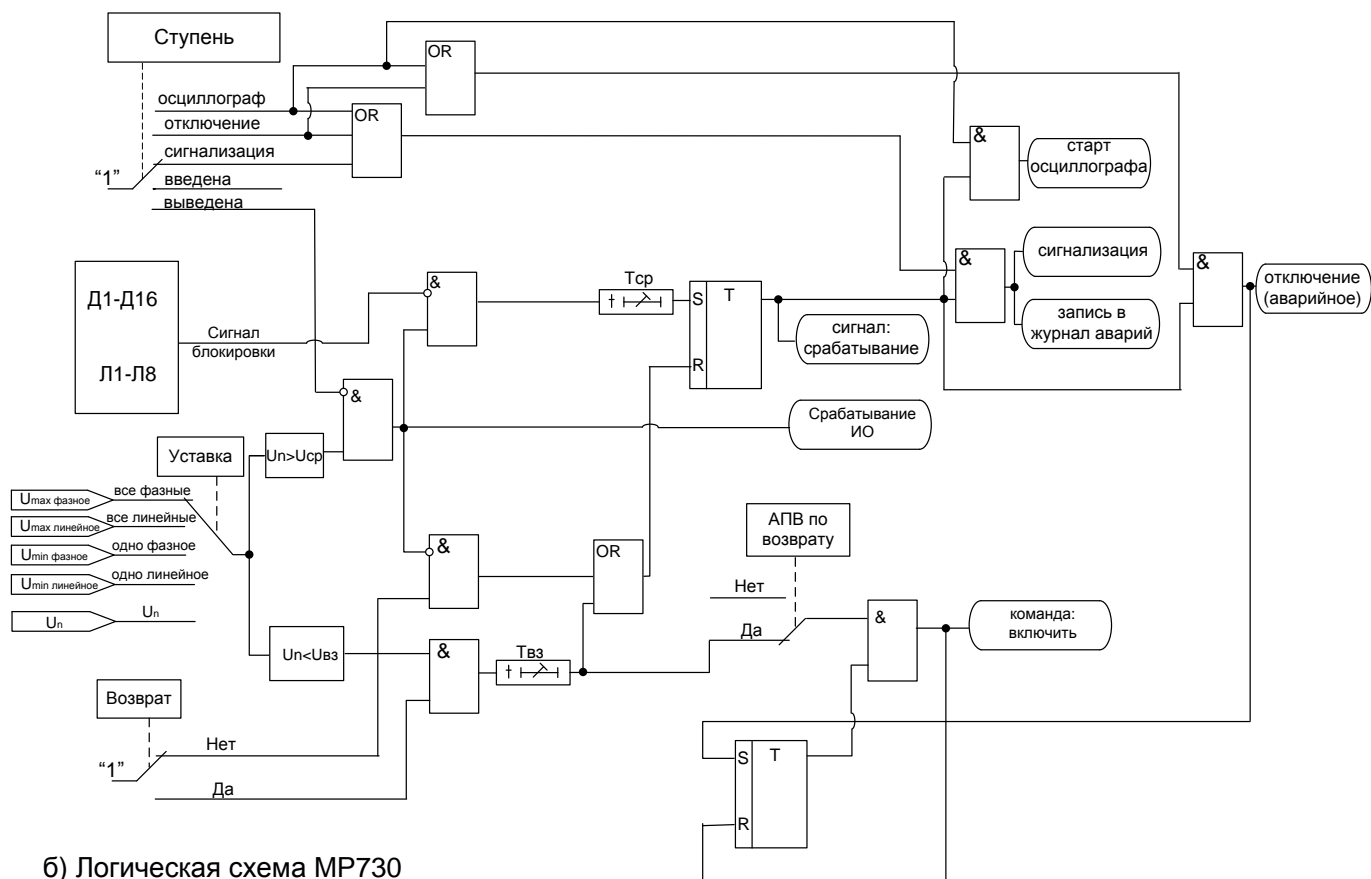 Ступень
осциллограф
отключение
сигнализация
“1”
введена
выведена
OR
OR
&
старт
осциллографа
Д1-Д16
Л1-Л8
Сигнал
блокировки
&
Тср
S
T
R
сигнал:
срабатывание
&
сигнализация
запись в
журнал аварий
&
отключение
(аварийное)
&
Срабатывание
ИО
Уставка
Un>Uср
Umax фазное
все фазные
Umax линейное
все линейные
Umin фазное
одно фазное
Umin линейное
одно линейное
Un
Un
&
OR
АПВ по
возврату
Нет
Да
&
команда:
включить
Un<Uвз
&
Твз
Возврат
“1”
Нет
Да
S
T
R
б) Логическая схема МР730